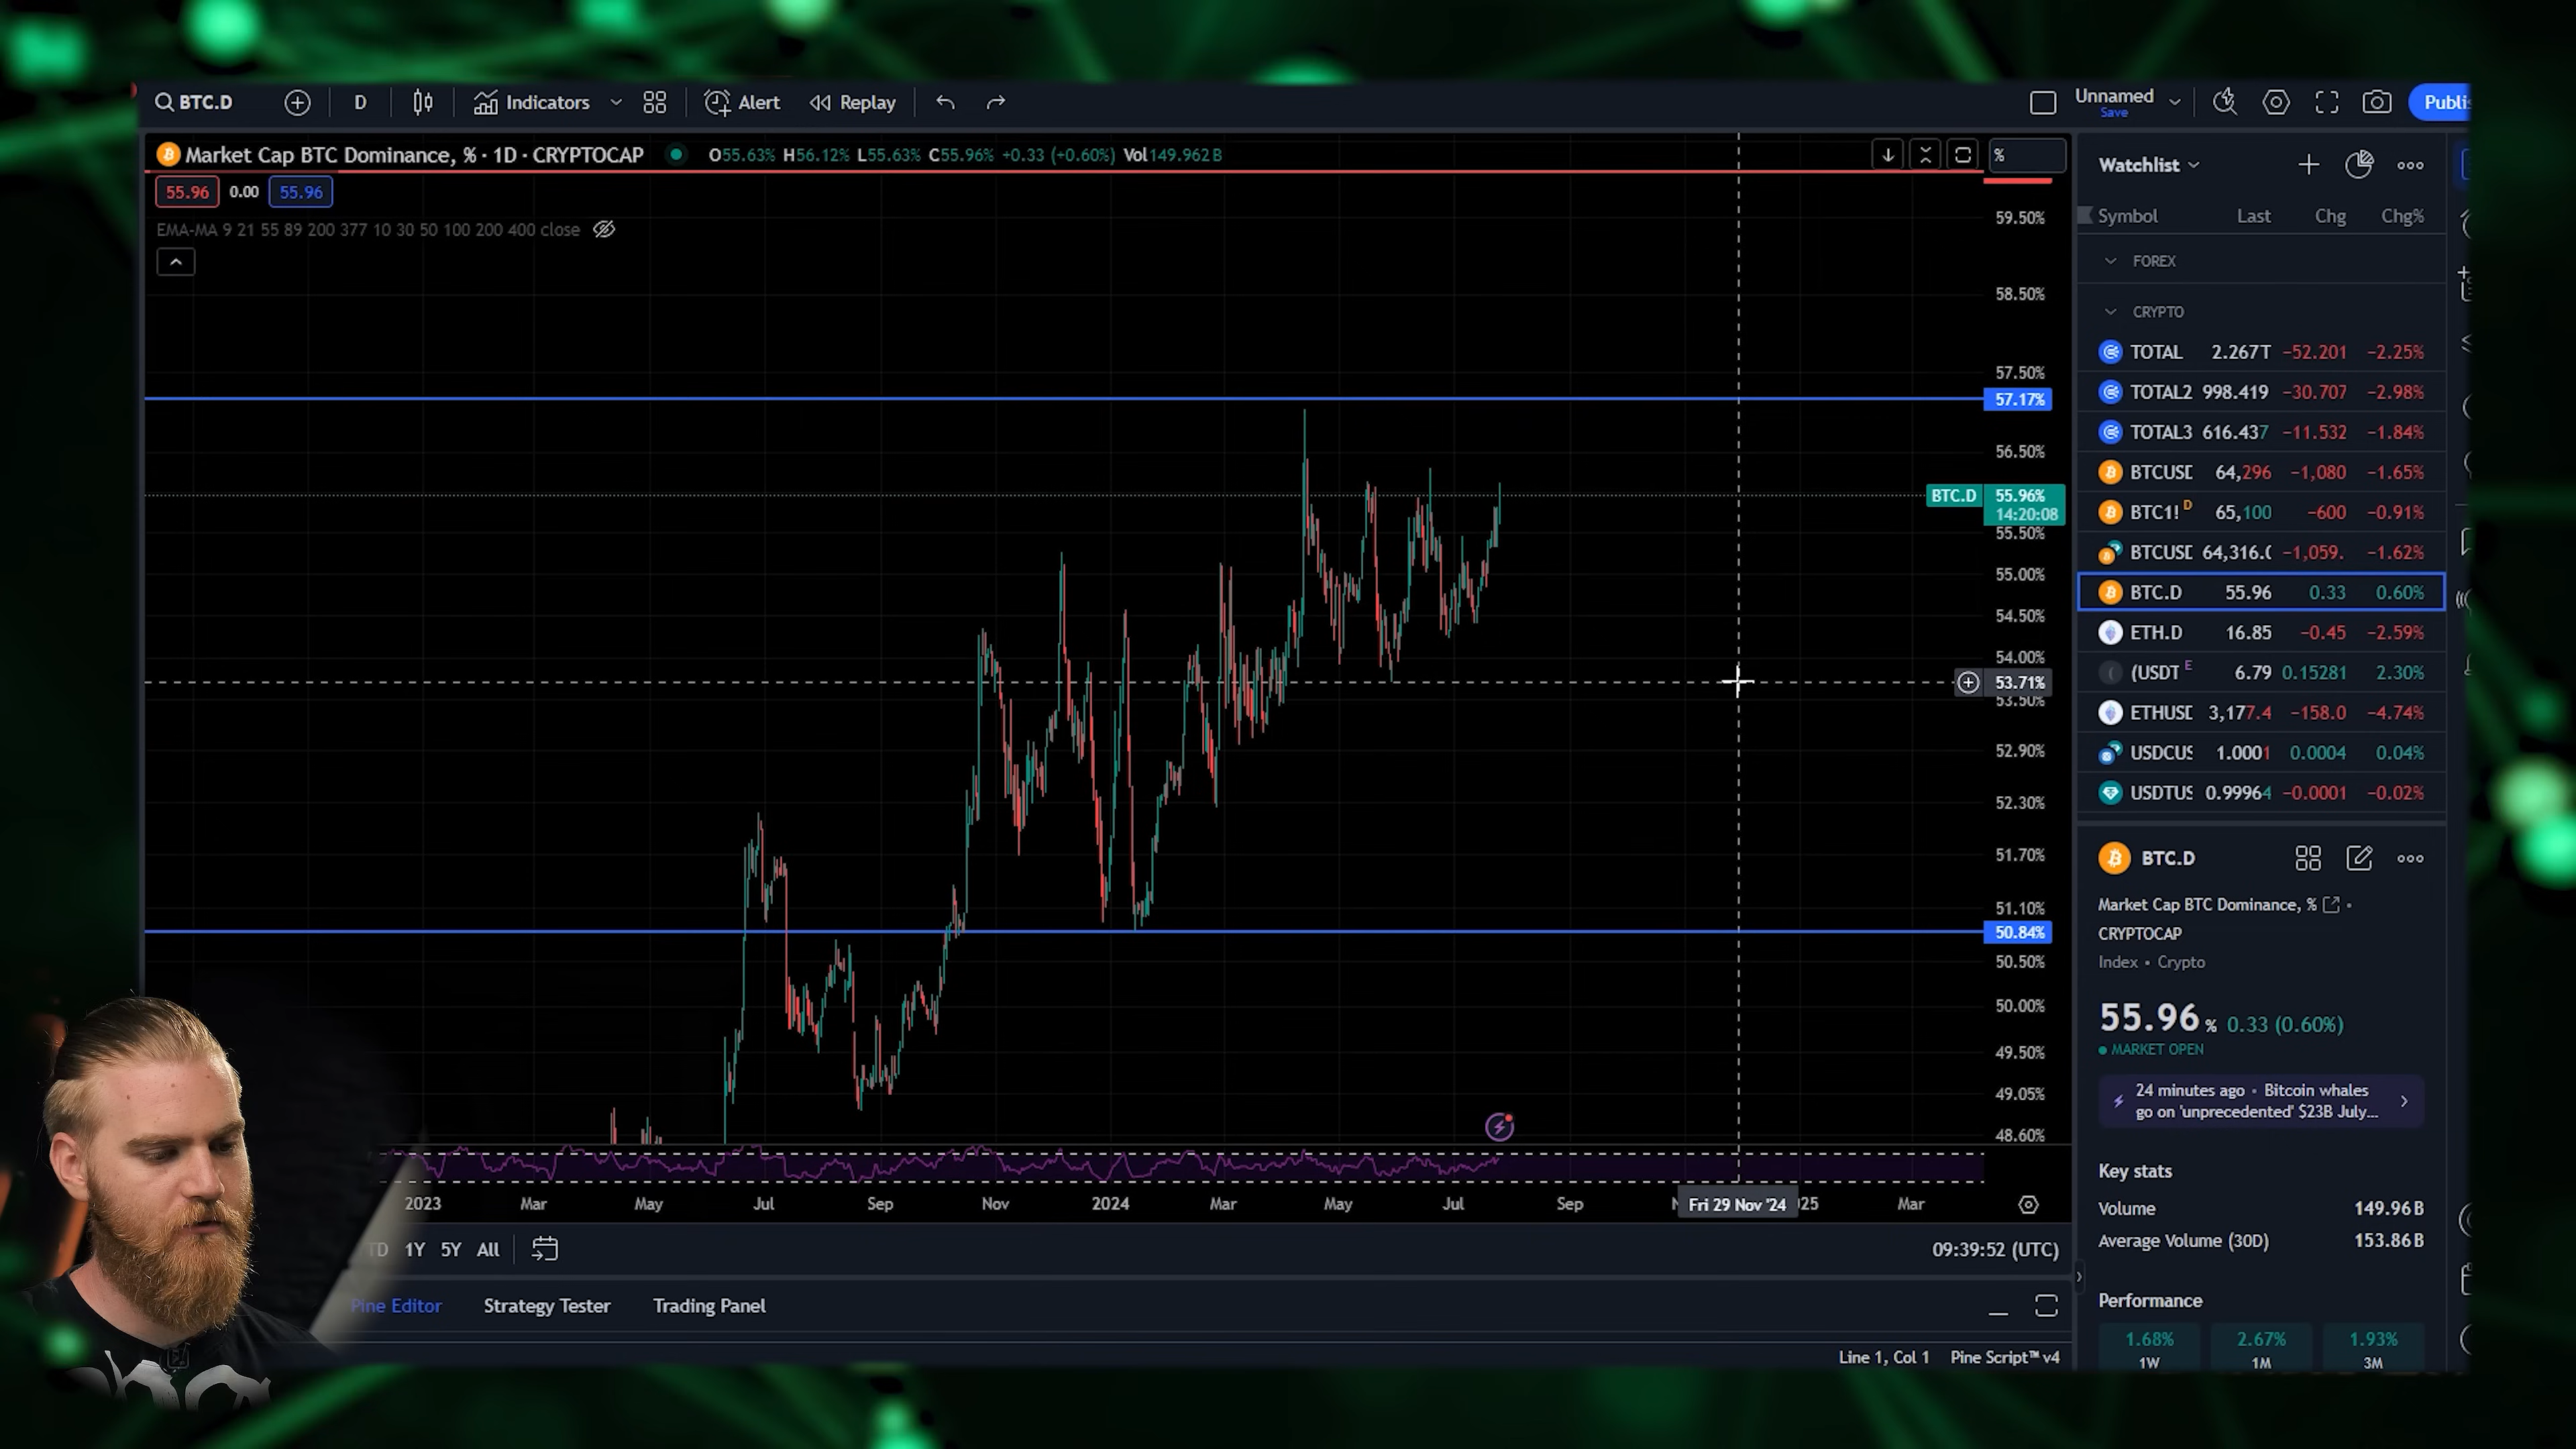 BTC.D
D
Indicators
Alert
Replay
Unnamed
Save
Market Cap BTC Dominance, % · 1D · CRYPTOCAP
O55.63% H56.12% L55.63% C55.96% +0.33 (+0.60%) Vol149.962B
%
55.96 0.00 55.96
EMA-MA 9 21 55 89 200 377 10 30 50 100 200 400 close
59.50%
58.50%
57.50%
57.17%
56.50%
BTC.D 55.96%
14:20:08
55.50%
55.00%
54.50%
54.00%
53.71%
53.50%
52.90%
52.30%
51.70%
51.10%
50.84%
50.50%
50.00%
49.50%
49.05%
48.60%
2023 Mar May Jul Sep Nov 2024 Mar May Jul Sep Fri 29 Nov '24 Mar
1Y 5Y All
09:39:52 (UTC)
Pine Editor Strategy Tester Trading Panel
Line 1, Col 1 Pine Script™ v4
Watchlist
Symbol Last Chg Chg%
FOREX
CRYPTO
TOTAL 2.267T −52.201 −2.25%
TOTAL2 998.419 −30.707 −2.98%
TOTAL3 616.437 −11.532 −1.84%
BTCUSD 64,296 −1,080 −1.65%
BTC1! D 65,100 −600 −0.91%
64,316.0 −1,059. −1.62%
BTC.D 55.96 0.33 0.60%
ETH.D 16.85 −0.45 −2.59%
(USDT E 6.79 0.15281 2.30%
3,177.4 −158.0 −4.74%
USDCUS 1.0001 0.0004 0.04%
USDTUS 0.99964 −0.0001 −0.02%
BTC.D
Market Cap BTC Dominance, %
CRYPTOCAP
Index • Crypto
55.96 % 0.33 (0.60%)
MARKET OPEN
24 minutes ago • Bitcoin whales
go on 'unprecedented' $23B July...
Key stats
Volume 149.96B
Average Volume (30D) 153.86B
Performance
1.68% 2.67% 1.93%
1W 1M 3M